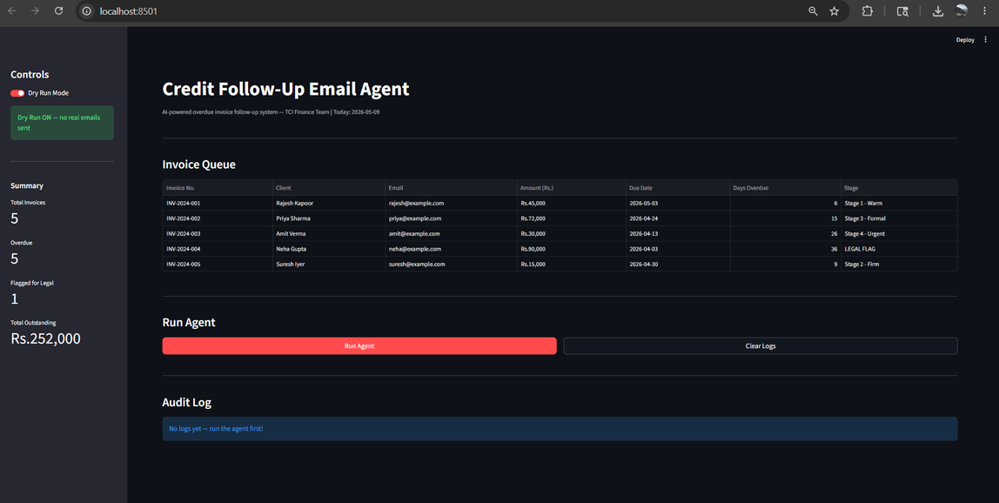 localhost:8501
Deploy
Controls
Dry Run Mode
Dry Run ON — no real emails
sent
Summary
Total Invoices
5
Overdue
5
Flagged for Legal
1
Total Outstanding
Rs.252,000
Credit Follow-Up Email Agent
AI-powered overdue invoice follow-up system — TCI Finance Team | Today: 2026-05-09
Invoice Queue
Invoice No. Client Email Amount (Rs.) Due Date Days Overdue Stage
INV-2024-001 Rajesh Kapoor rajesh@example.com Rs.45,000 2026-05-03 6 Stage 1 - Warm
INV-2024-002 Priya Sharma priya@example.com Rs.72,000 2026-04-24 15 Stage 3 - Formal
INV-2024-003 Amit Verma amit@example.com Rs.30,000 2026-04-13 26 Stage 4 - Urgent
INV-2024-004 Neha Gupta neha@example.com Rs.90,000 2026-04-03 36 LEGAL FLAG
INV-2024-005 Suresh Iyer suresh@example.com Rs.15,000 2026-04-30 9 Stage 2 - Firm
Run Agent
Run Agent Clear Logs
Audit Log
No logs yet — run the agent first!